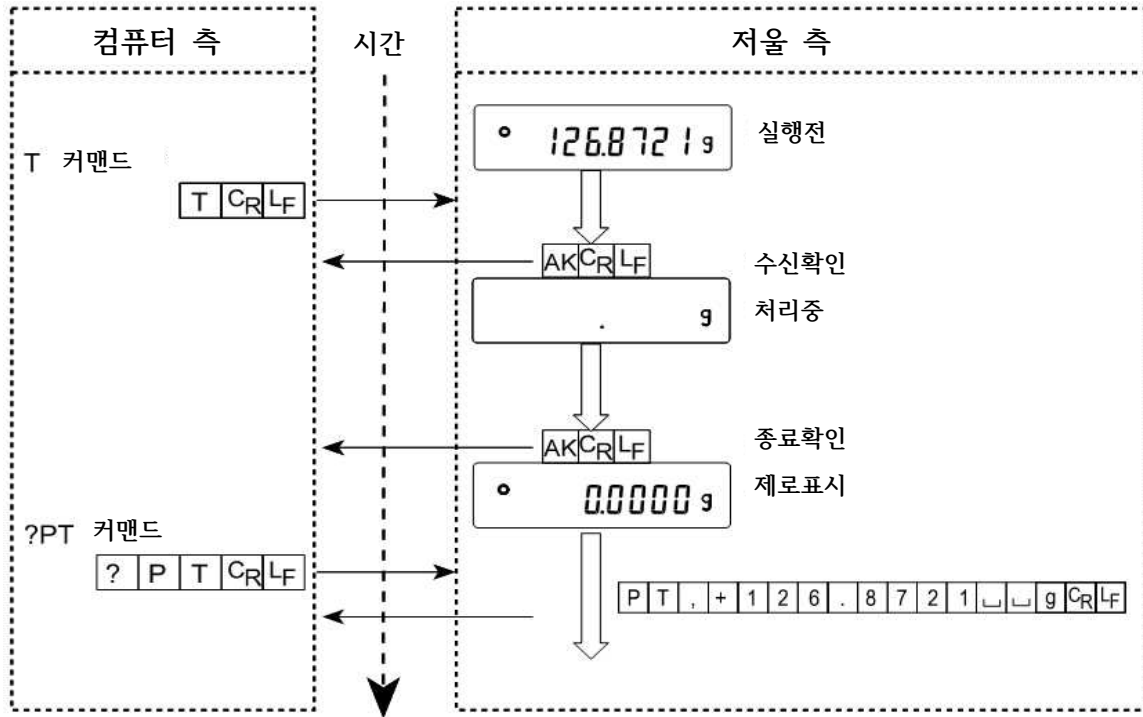 컴퓨터 측
시간
저울 측
126.8721 g
실행전
T 커맨드
T CR LF
AK CR LF
수신확인
. g
처리중
AK CR LF
종료확인
0.0000 g
제로표시
?PT 커맨드
? P T CR LF
P T , + 1 2 6 . 8 7 2 1 ␣ ␣ g CR LF